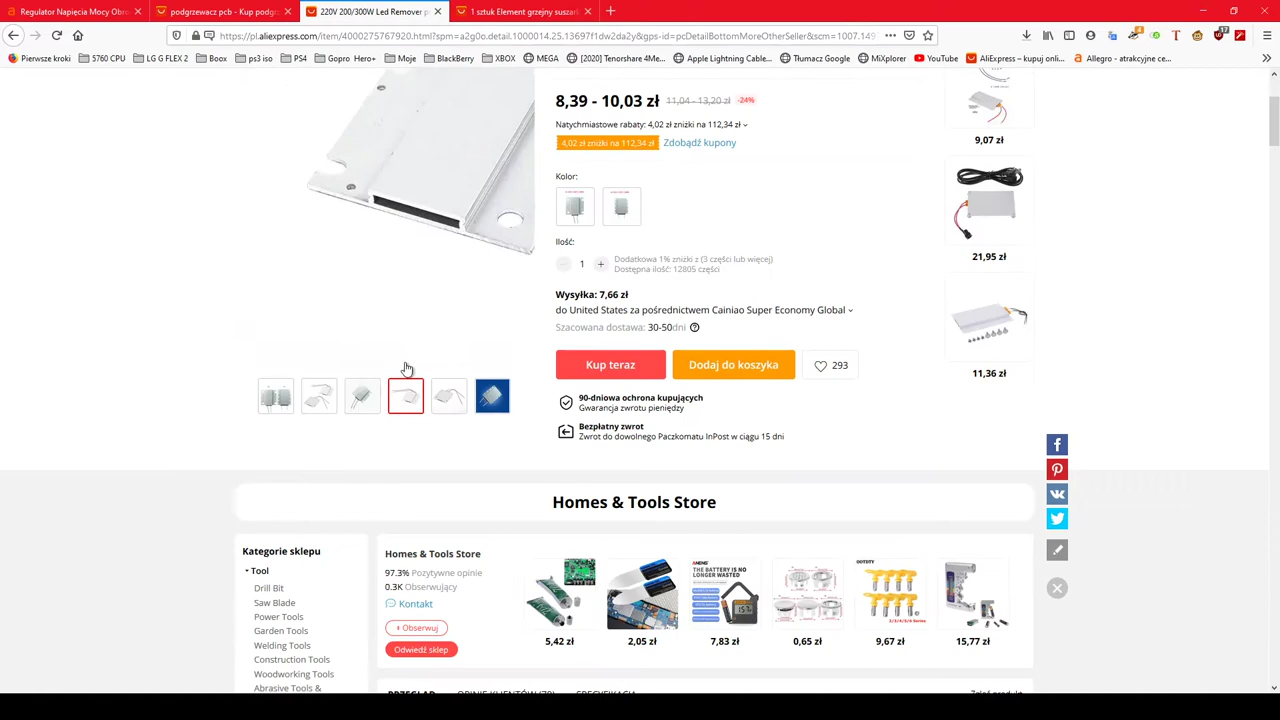 Regulator Napięcia Mocy Obro
podgrzewacz pcb - Kup podgr
220V 200/300W Led Remover p
1 sztuk Element grzejny suszark
https://pl.aliexpress.com/item/4000275767920.html?spm=a2g0o.detail.1000014.25.13697f1dw2da2y&gps-id=pcDetailBottomMoreOtherSeller&scm=1007.149
Pierwsze kroki
5760 CPU
LG G FLEX 2
Boox
ps3 iso
PS4
Gopro Hero+
Moje
BlackBerry
XBOX
MEGA
[2020] Tenorshare 4Me...
Apple Lightning Cable...
Tłumacz Google
MiXplorer
YouTube
AliExpress – kupuj onli...
Allegro - atrakcyjne ce...
8,39 - 10,03 zł 11,04 - 13,20 zł -24%
Natychmiastowe rabaty: 4,02 zł zniżki na 112,34 zł
4,02 zł zniżki na 112,34 zł Zdobądź kupony
Kolor:
Ilość:
1
Dodatkowa 1% zniżki z (3 części lub więcej)
Dostępna ilość: 12805 części
Wysyłka: 7,66 zł
do United States za pośrednictwem Cainiao Super Economy Global
Szacowana dostawa: 30-50dni
Kup teraz
Dodaj do koszyka
293
90-dniowa ochrona kupujących
Gwarancja zwrotu pieniędzy
Bezpłatny zwrot
Zwrot do dowolnego Paczkomatu InPost w ciągu 15 dni
9,07 zł
21,95 zł
11,36 zł
Homes & Tools Store
Kategorie sklepu
Tool
Drill Bit
Saw Blade
Power Tools
Garden Tools
Welding Tools
Construction Tools
Woodworking Tools
Abrasive Tools &
Homes & Tools Store
97.3% Pozytywne opinie
0.3K Obserwujący
Kontakt
+ Obserwuj
Odwiedź sklep
THE BATTERY IS
NO LONGER
WASTED
5,42 zł
2,05 zł
7,83 zł
0,65 zł
9,67 zł
15,77 zł
PRZEGLĄD
OPINIE KLIENTÓW (79)
SPECYFIKACJA
Zgłoś produkt